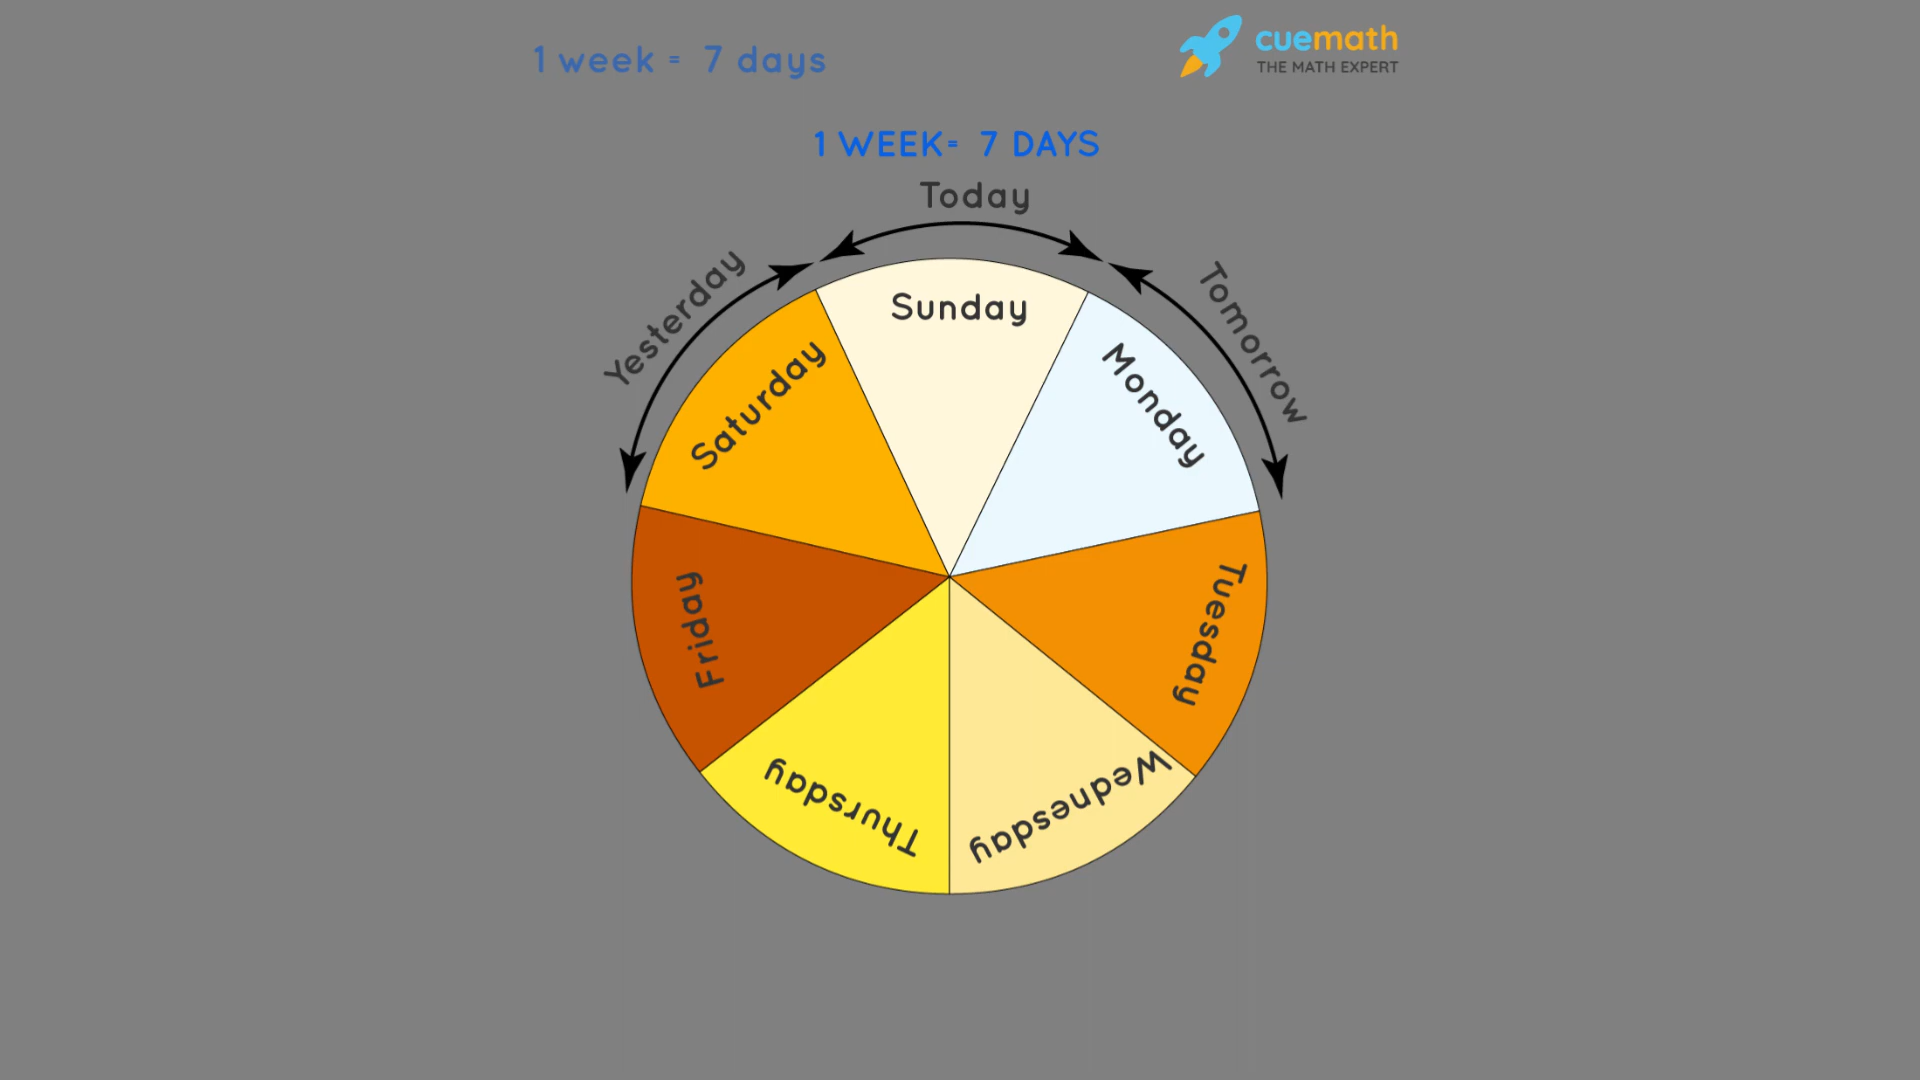 1 week = 7 days
cuemath
THE MATH EXPERT
1 WEEK= 7 DAYS
Today
Yesterday
Tomorrow
Sunday
Monday
Tuesday
Wednesday
Thursday
Friday
Saturday